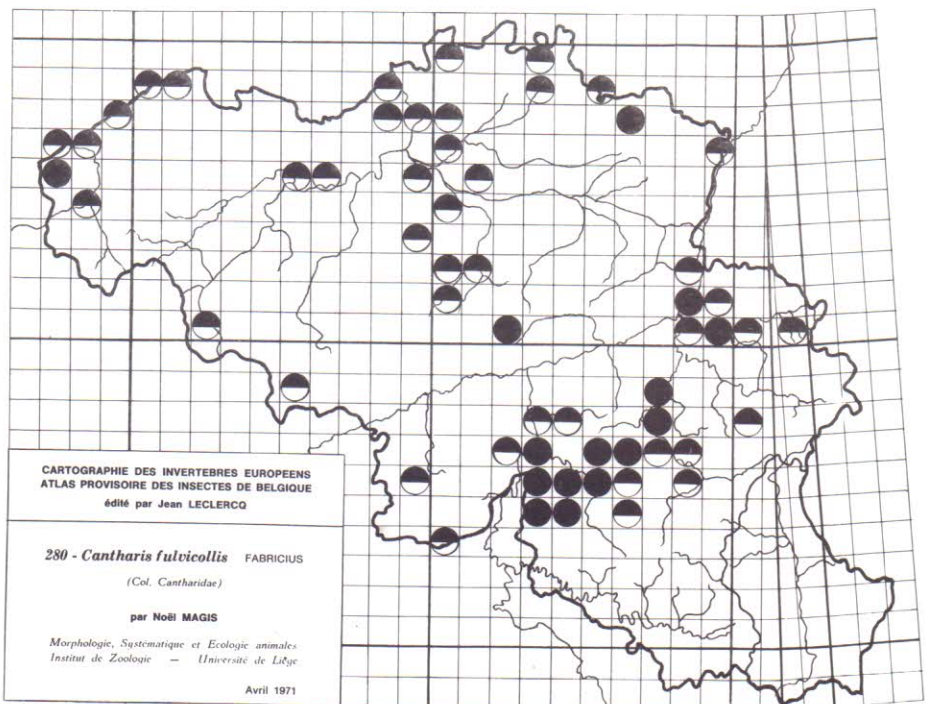 CARTOGRAPHIE DES INVERTEBRES EUROPEENS
ATLAS PROVISOIRE DES INSECTES DE BELGIQUE
édité par Jean LECLERCQ
280 - Cantharis fulvicollis FABRICIUS
(Col. Cantharidae)
par Noël MAGIS
Morphologie, Systématique et Ecologie animales
Institut de Zoologie — Université de Liège
Avril 1971